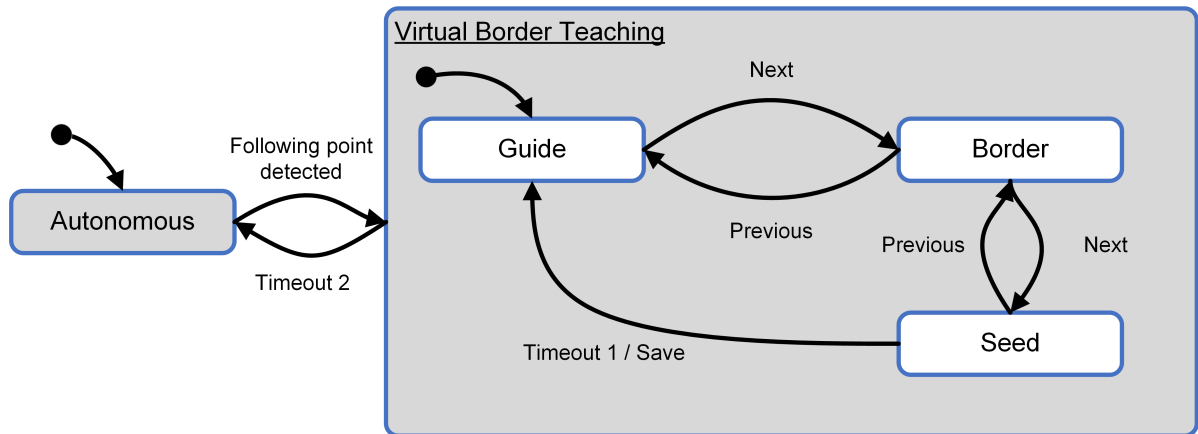 Virtual Border Teaching
Next
Following point
detected
Guide
Border
Autonomous
Previous
Previous
Next
Timeout 2
Seed
Timeout 1 / Save